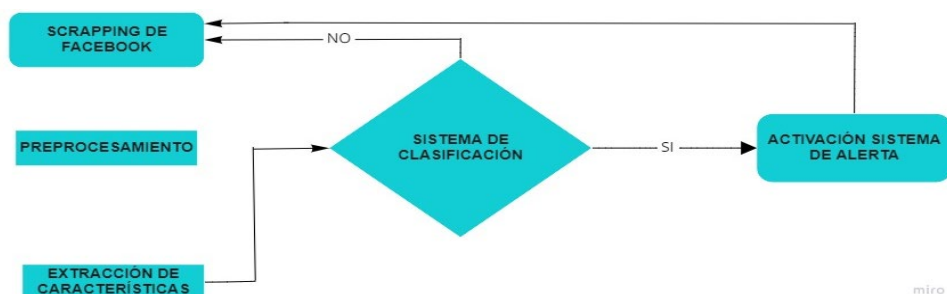 SCRAPPING DE
FACEBOOK
NO
PREPROCESAMIENTO
SISTEMA DE
CLASIFICACIÓN
SI
ACTIVACIÓN SISTEMA
DE ALERTA
EXTRACCIÓN DE
CARACTERÍSTICAS
miro